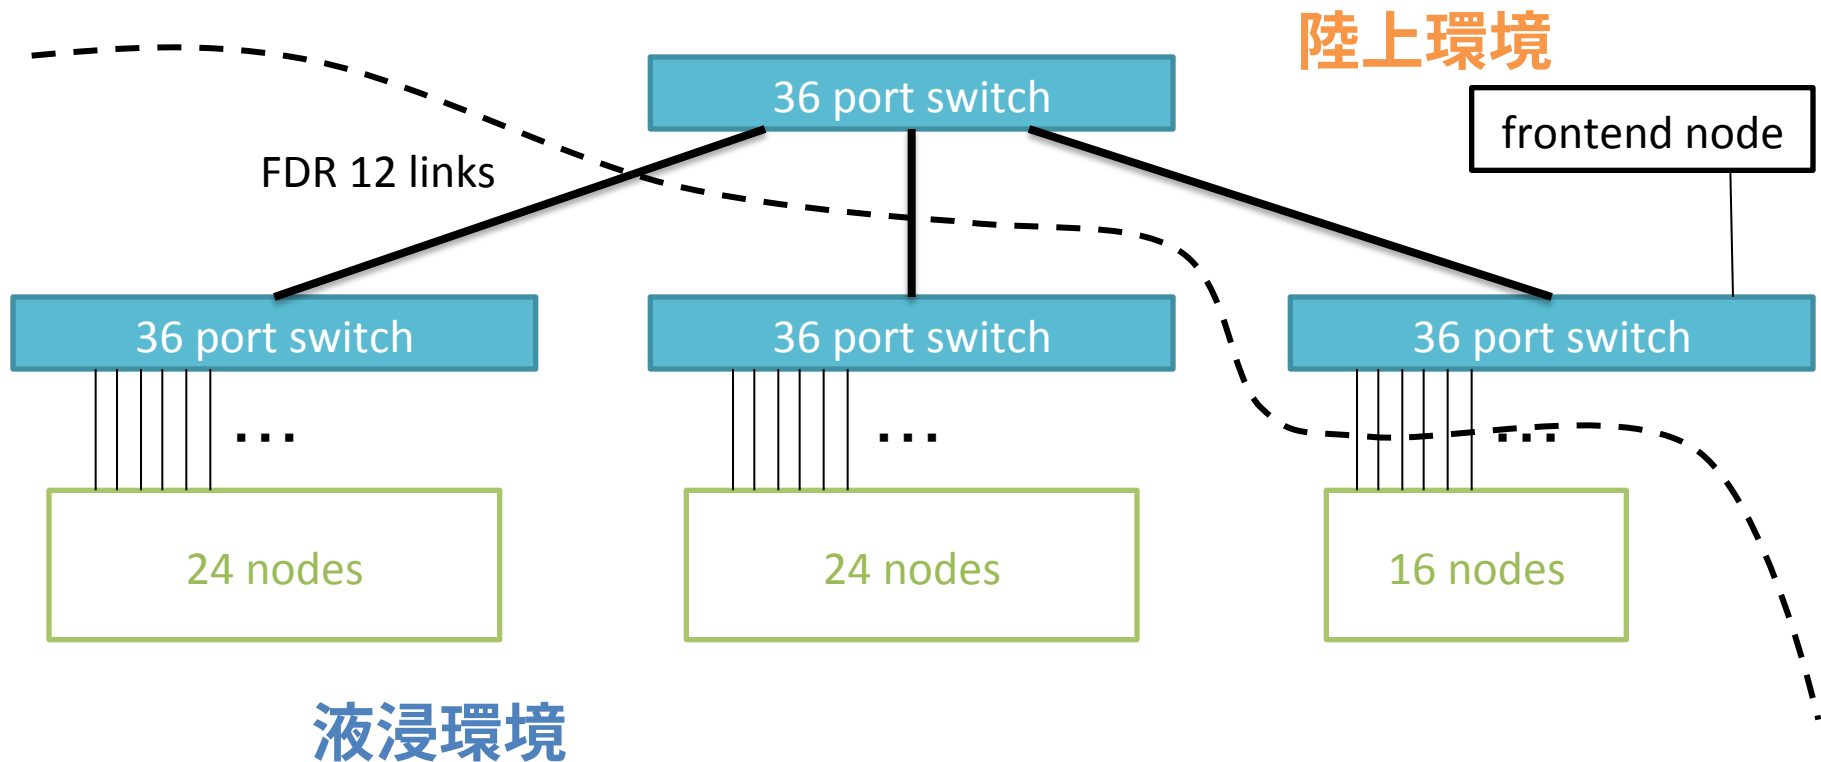 陸上環境
36 port switch
frontend node
FDR 12 links
36 port switch
36 port switch
36 port switch
...
...
...
24 nodes
24 nodes
16 nodes
液浸環境